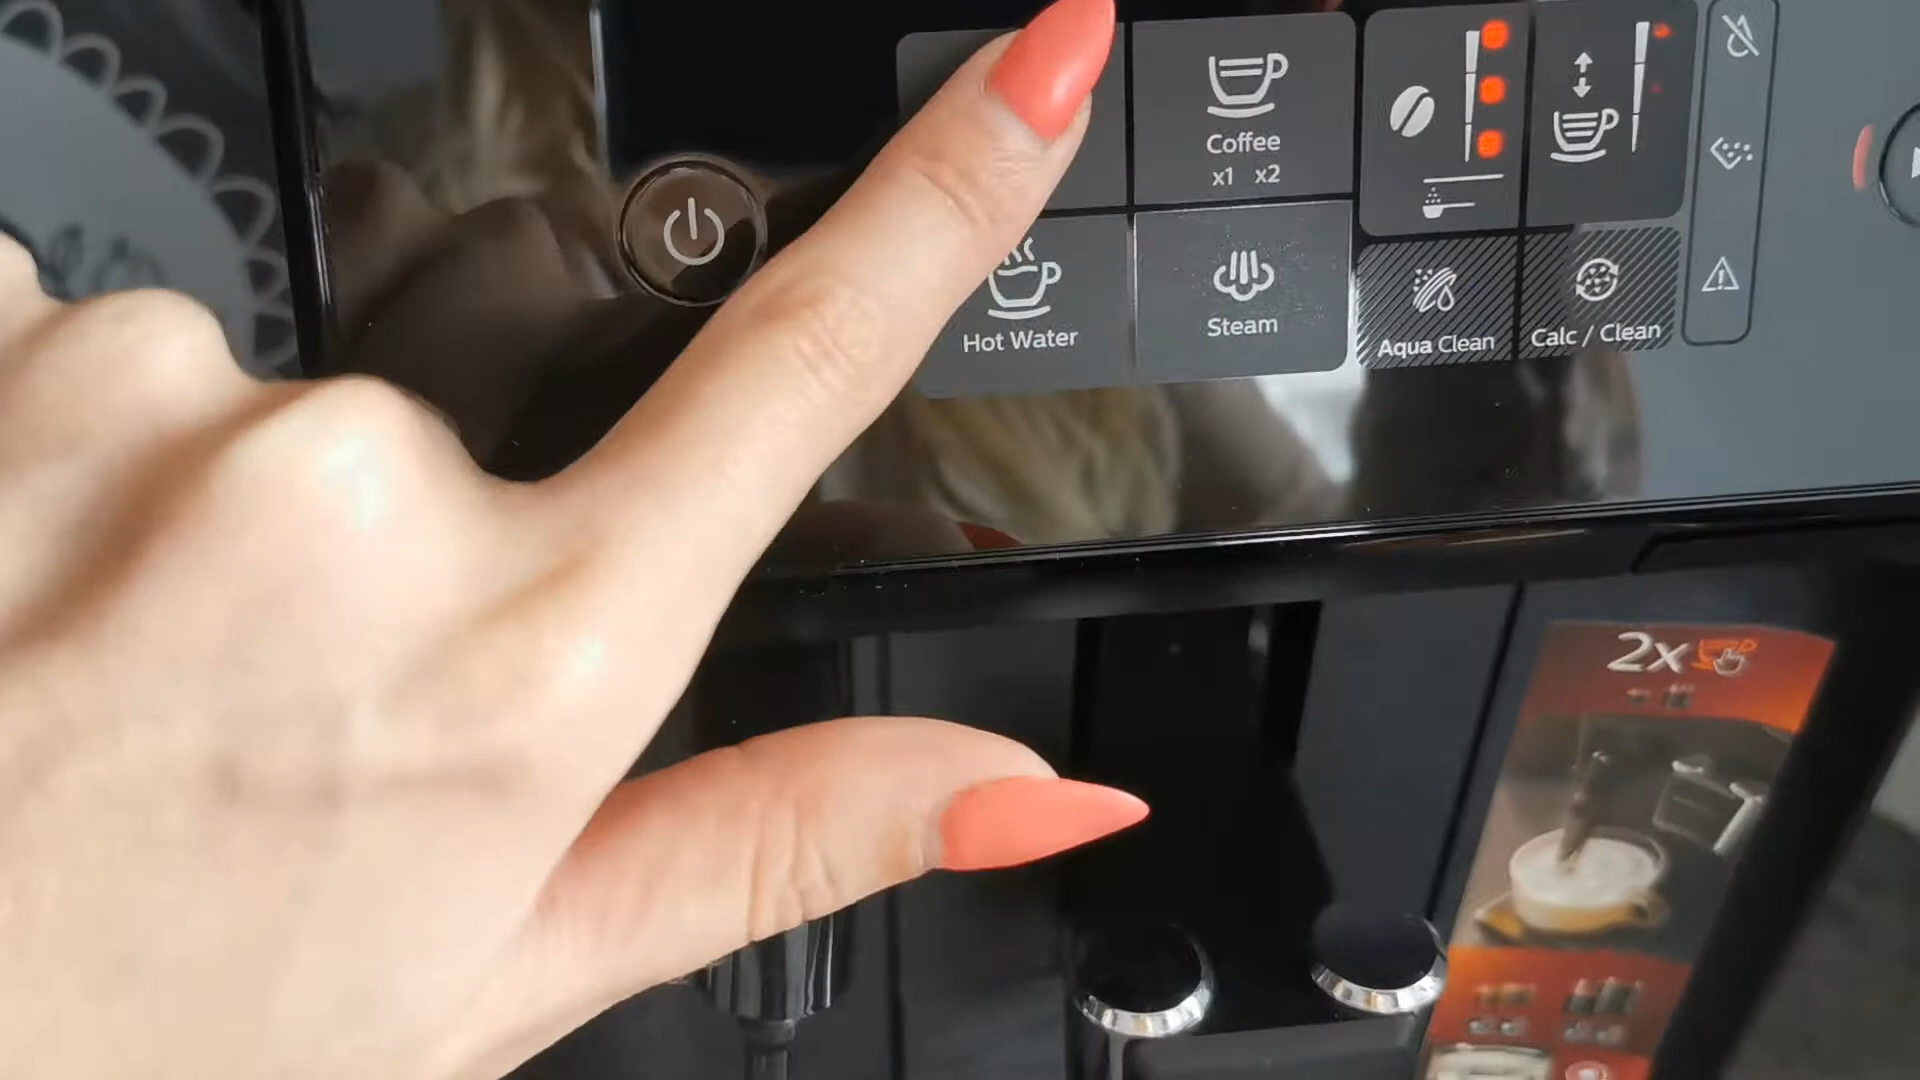 Coffee
x1 x2
Hot Water
Steam
Aqua Clean
Calc / Clean
2x